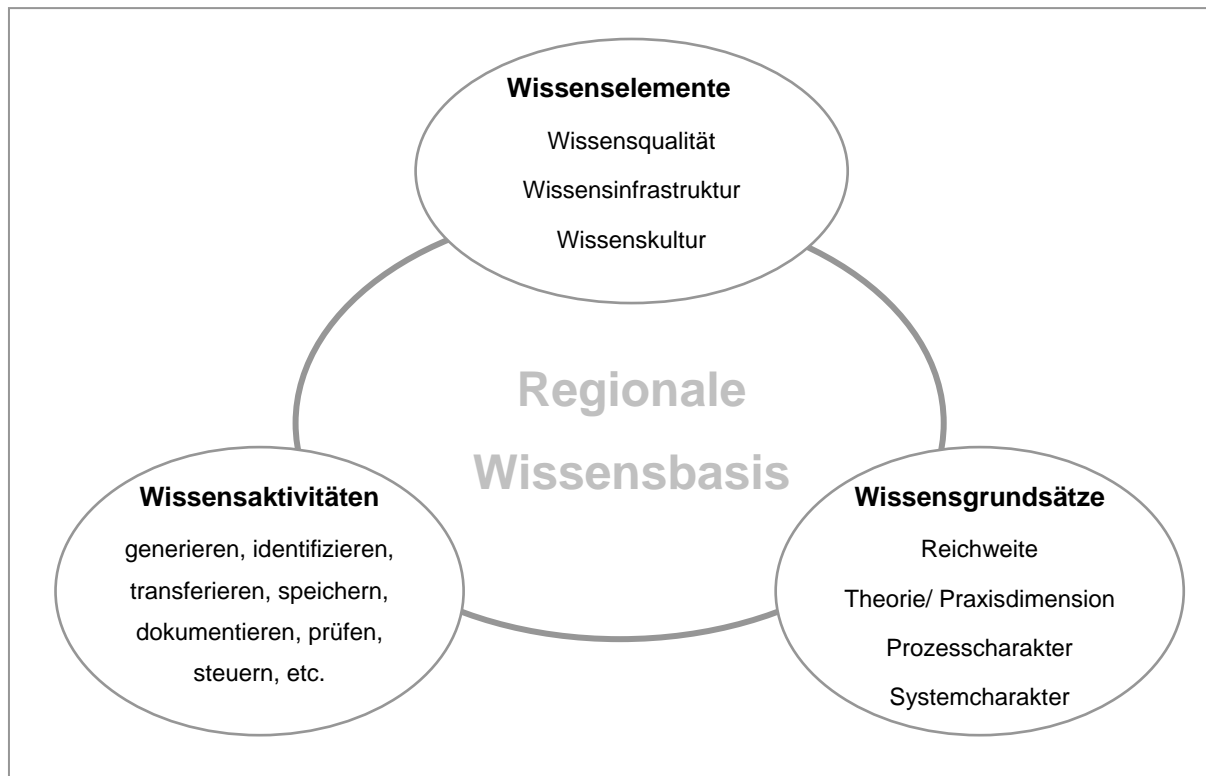 Wissenselemente
Wissensqualität
Wissensinfrastruktur
Wissenskultur
Regionale
Wissensbasis
Wissensaktivitäten
generieren, identifizieren,
transferieren, speichern,
dokumentieren, prüfen,
steuern, etc.
Wissensgrundsätze
Reichweite
Theorie/ Praxisdimension
Prozesscharakter
Systemcharakter